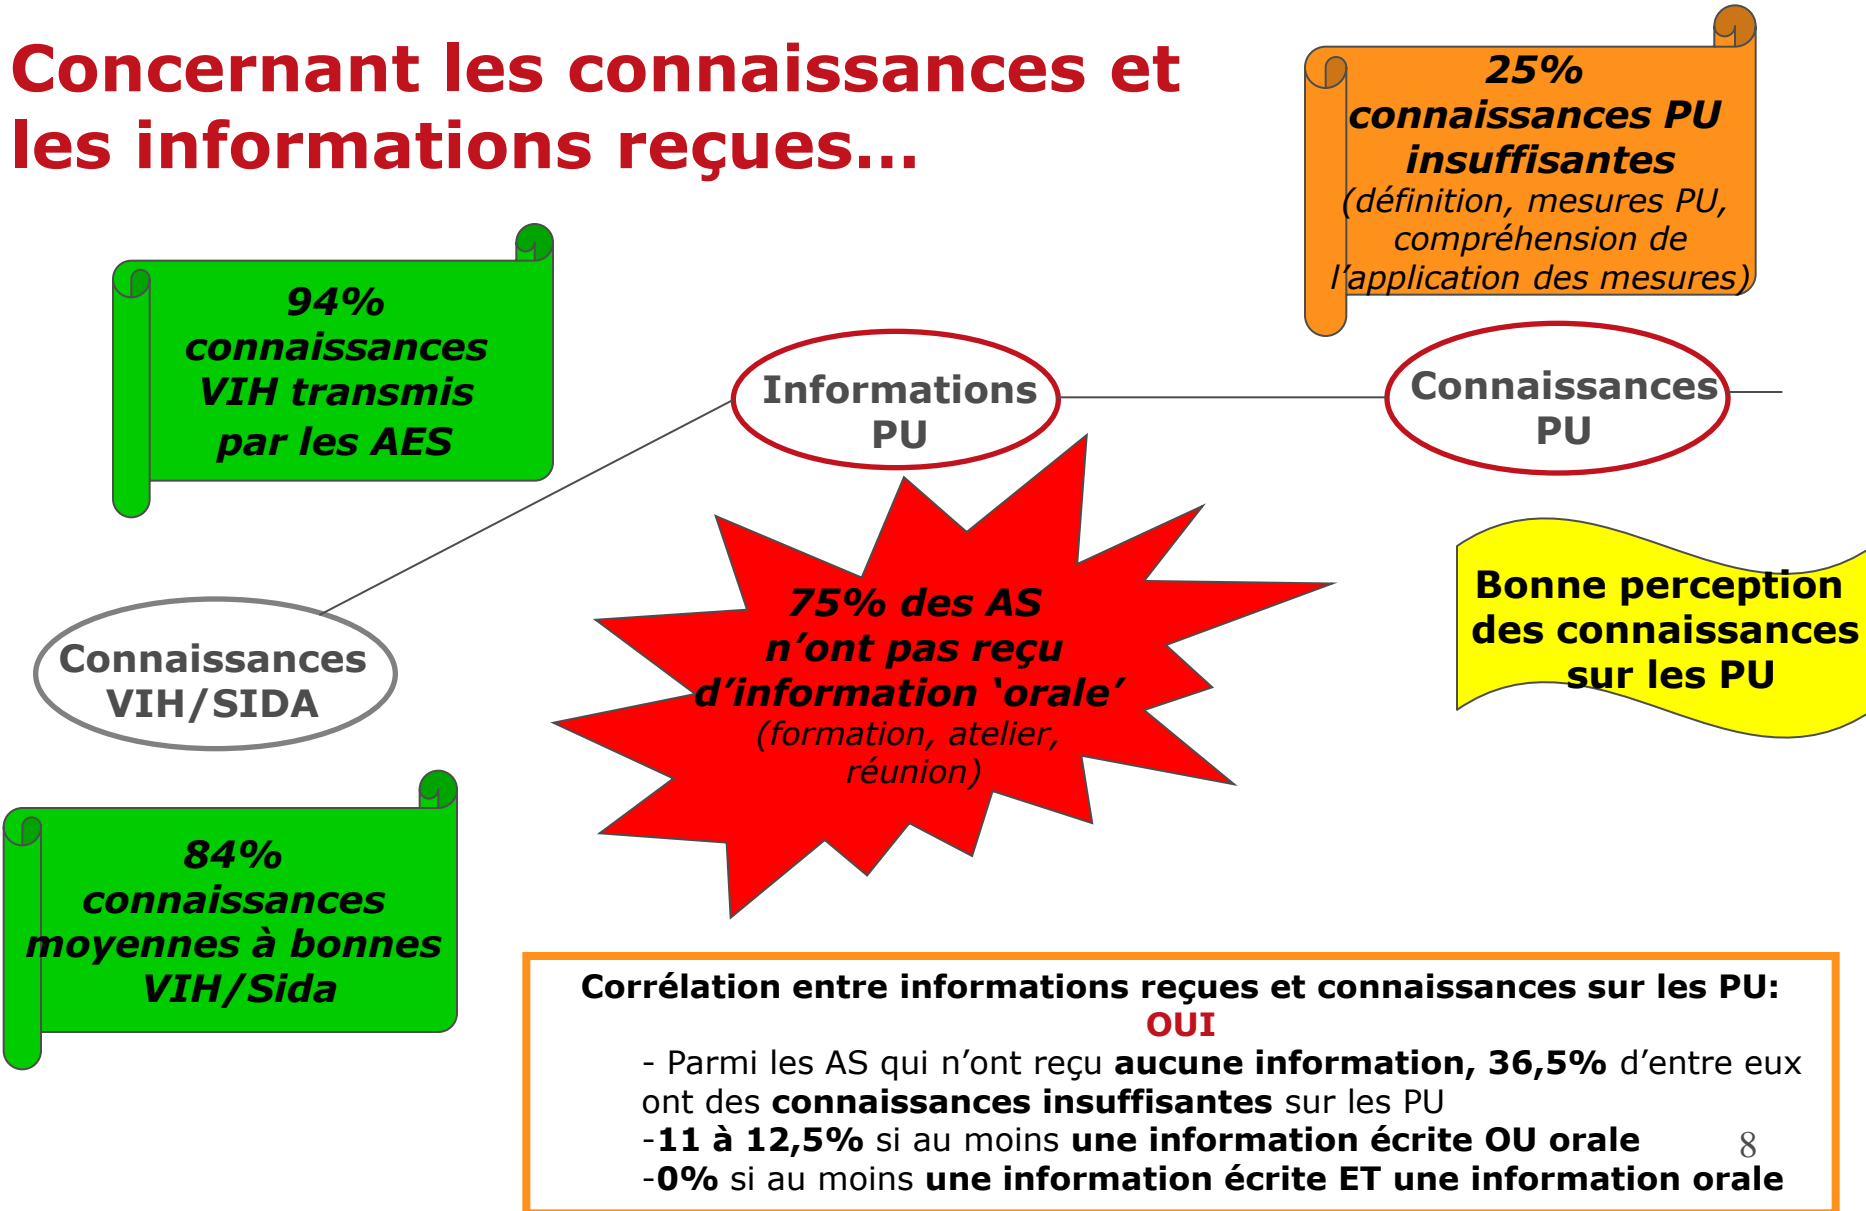 Concernant les connaissances et
les informations reçues…
25%
connaissances PU
insuffisantes
(définition, mesures PU,
compréhension de
l’application des mesures)
94%
connaissances
VIH transmis
par les AES
Informations
PU
Connaissances
PU
75% des AS
n’ont pas reçu
d’information ‘orale’
(formation, atelier,
réunion)
Bonne perception
des connaissances
sur les PU
Connaissances
VIH/SIDA
84%
connaissances
moyennes à bonnes
VIH/Sida
Corrélation entre informations reçues et connaissances sur les PU:
OUI
- Parmi les AS qui n’ont reçu aucune information, 36,5% d’entre eux
ont des connaissances insuffisantes sur les PU
-11 à 12,5% si au moins une information écrite OU orale
-0% si au moins une information écrite ET une information orale
8